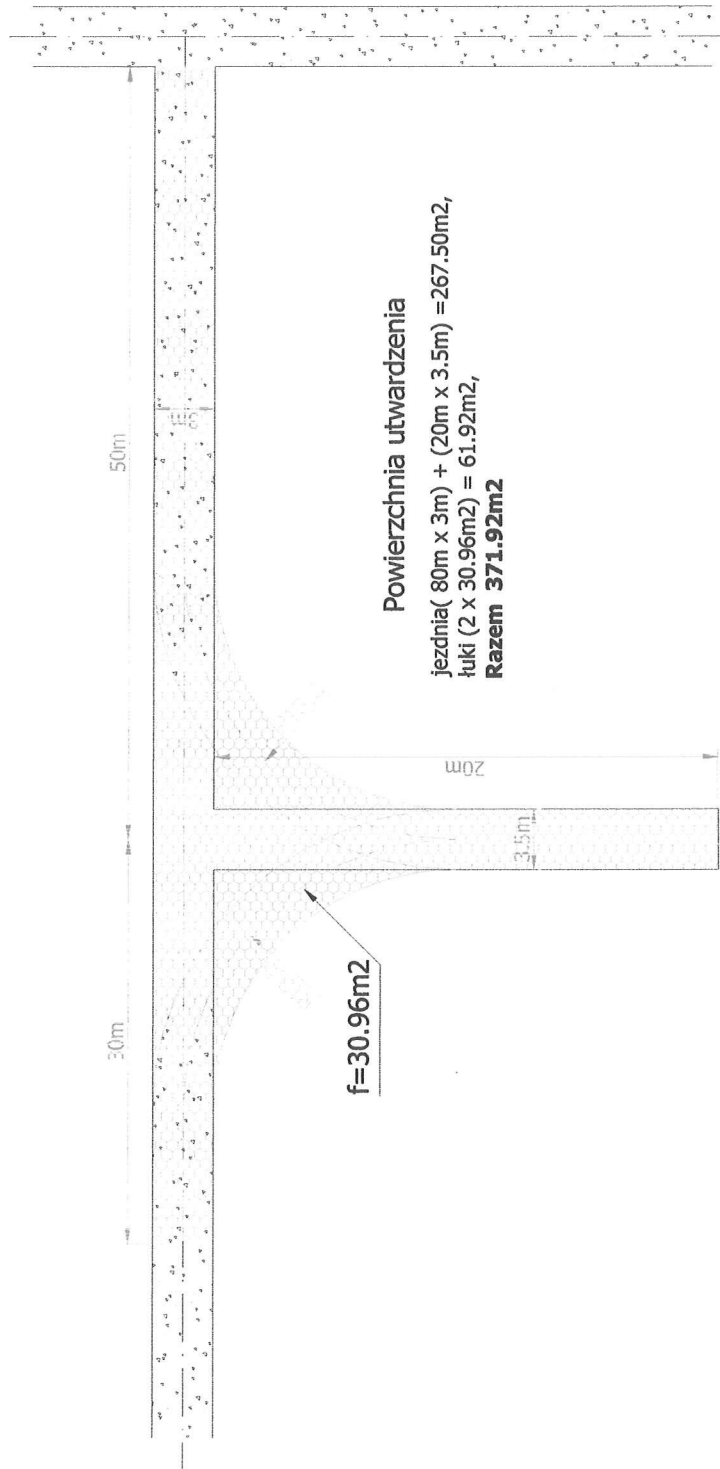 50m
30m
3m
20m
3.5m
f=30.96m2
Powierzchnia utwardzenia
jezdnia( 80m x 3m) + (20m x 3.5m) =267.50m2,
łuki (2 x 30.96m2) = 61.92m2,
Razem 371.92m2